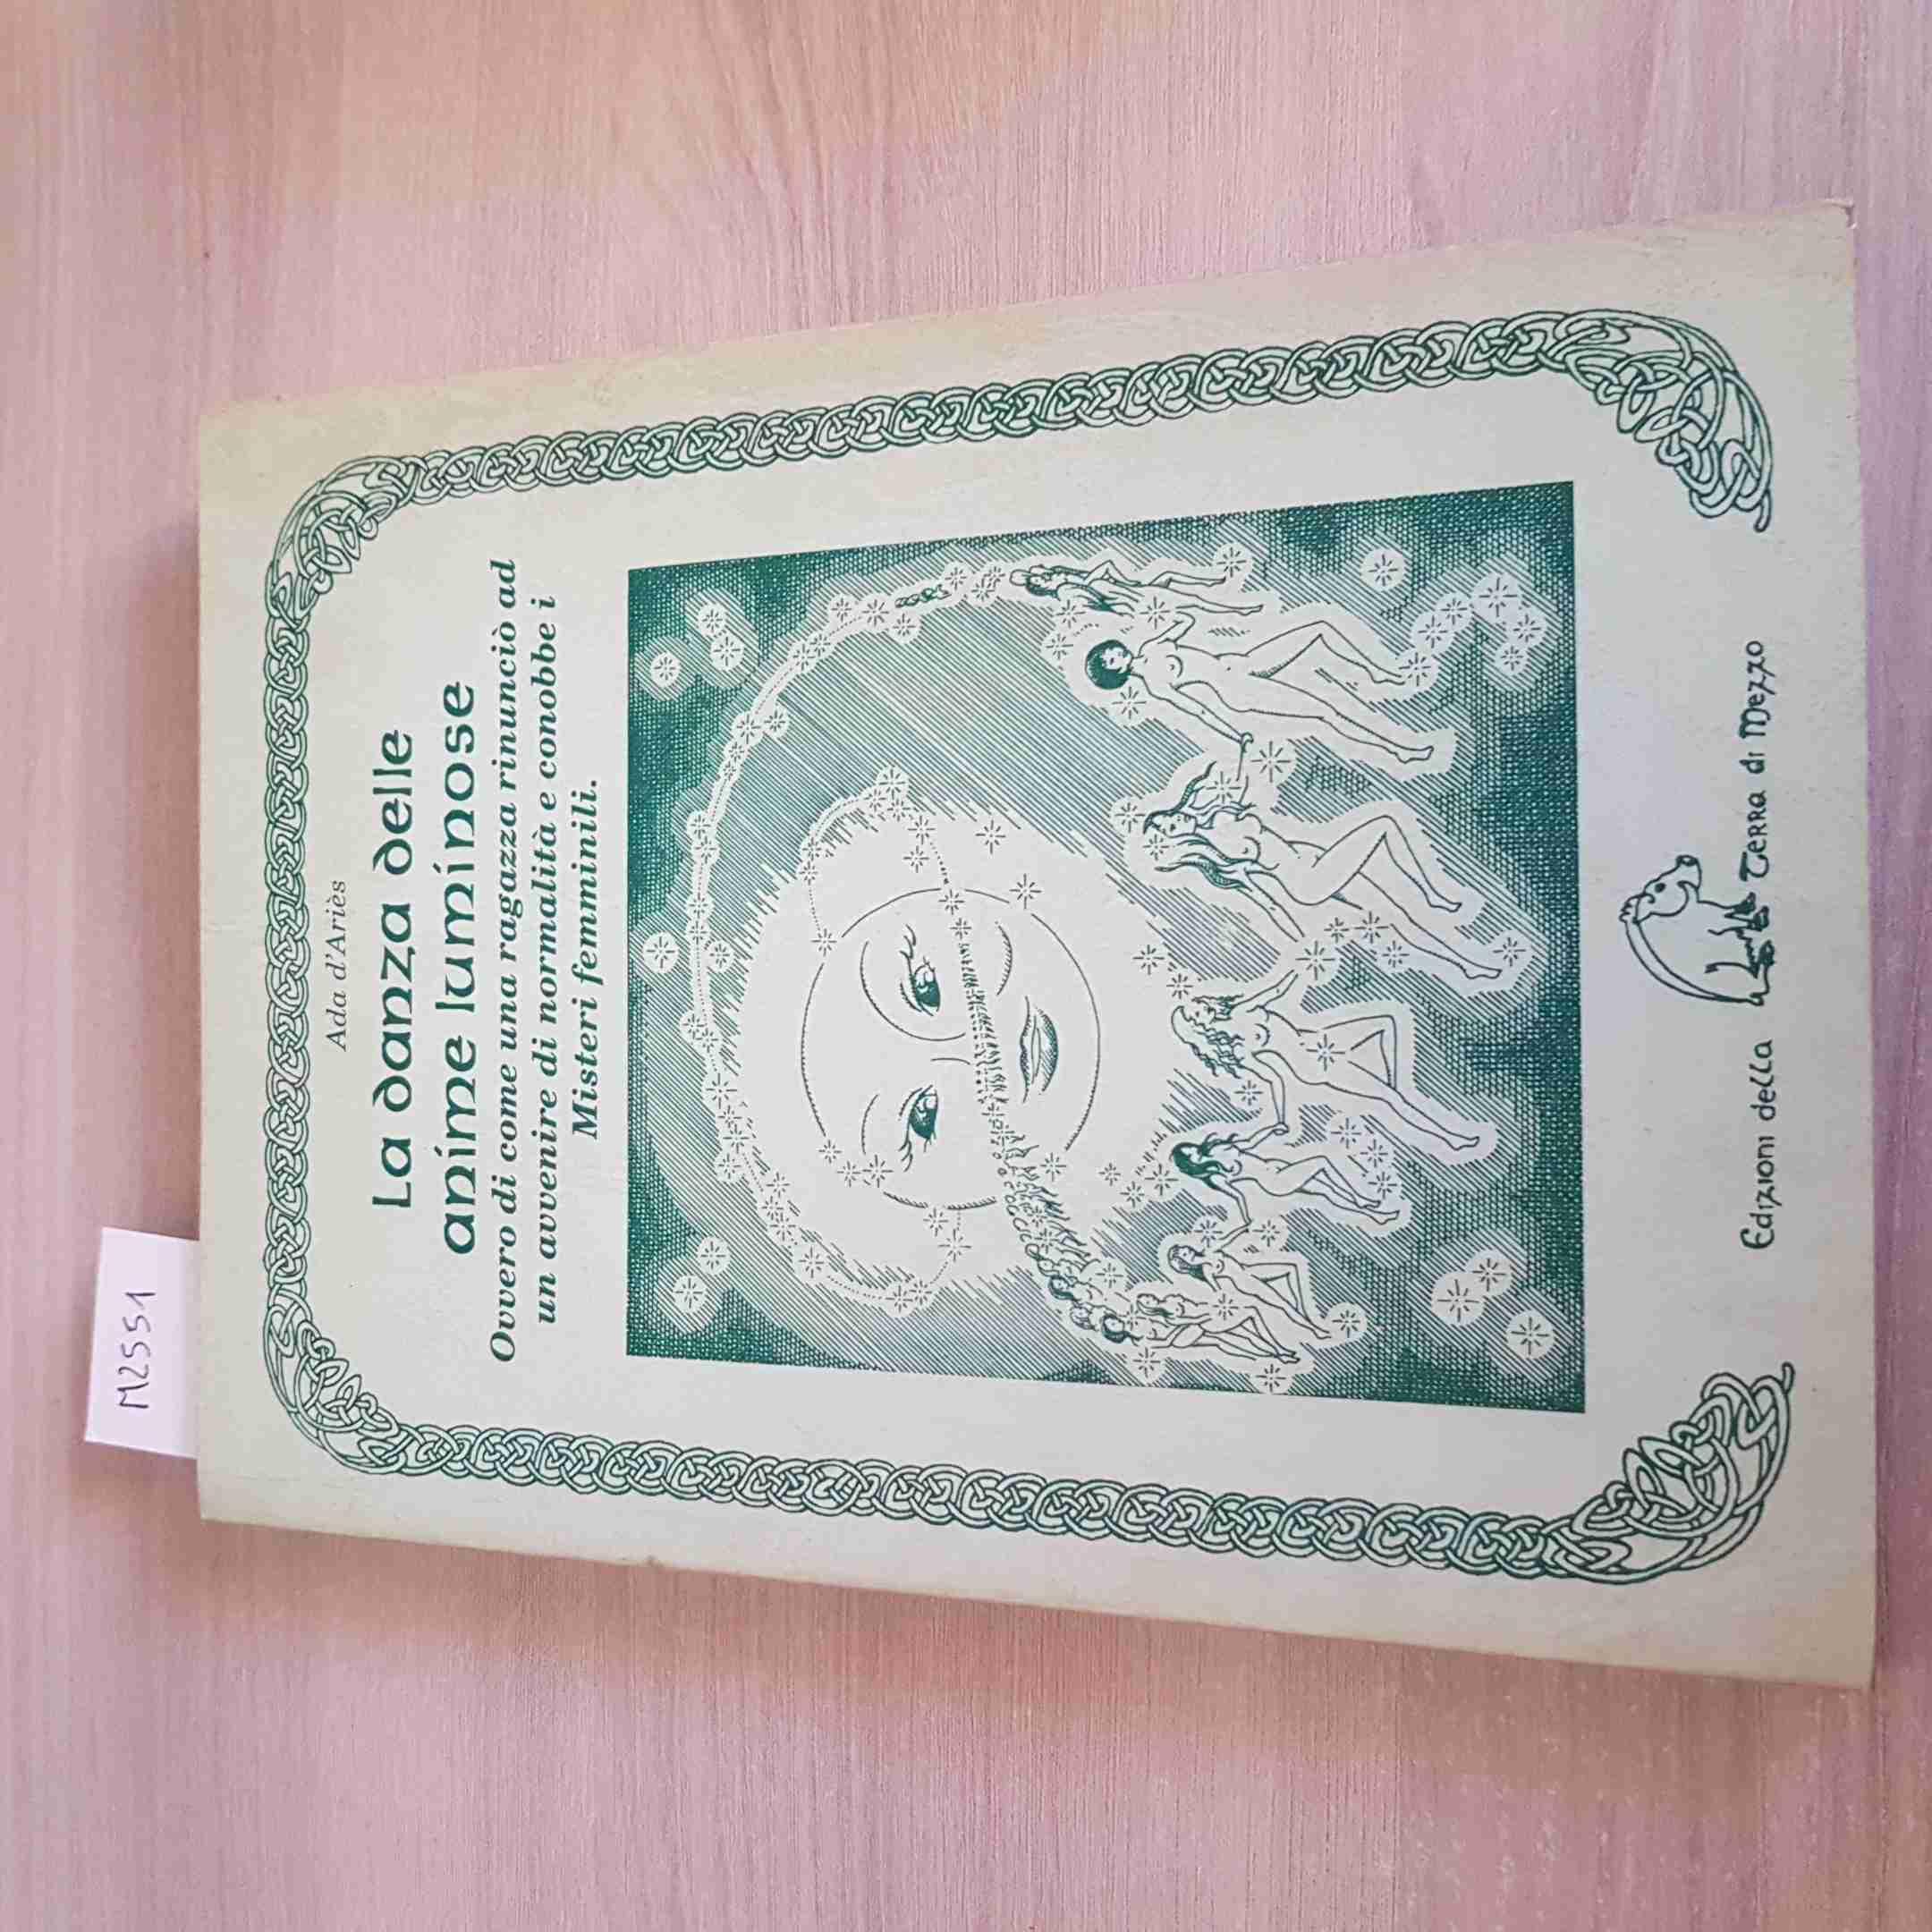 M2551
Ada d'Ariès
La danza delle
anime luminose
Ovvero di come una ragazza rinunciò ad
un avvenire di normalità e conobbe i
Misteri femminili.
Edizioni della Terra di Mezzo